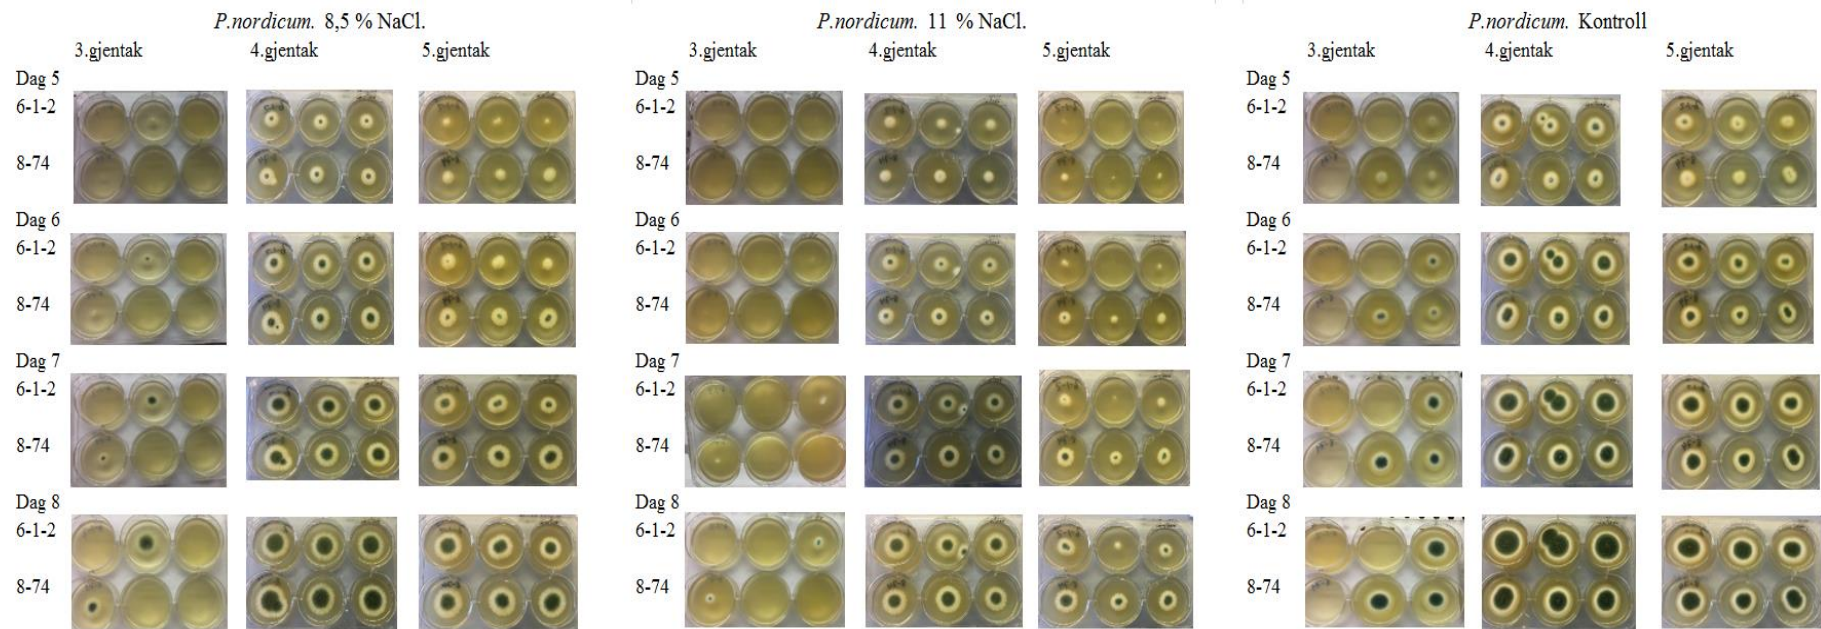 P.nordicum. 8,5 % NaCl.
3.gjentak 4.gjentak 5.gjentak
Dag 5
6-1-2
8-74
Dag 6
6-1-2
8-74
Dag 7
6-1-2
8-74
Dag 8
6-1-2
8-74
P.nordicum. 11 % NaCl.
3.gjentak 4.gjentak 5.gjentak
Dag 5
6-1-2
8-74
Dag 6
6-1-2
8-74
Dag 7
6-1-2
8-74
Dag 8
6-1-2
8-74
P.nordicum. Kontroll
3.gjentak 4.gjentak 5.gjentak
Dag 5
6-1-2
8-74
Dag 6
6-1-2
8-74
Dag 7
6-1-2
8-74
Dag 8
6-1-2
8-74